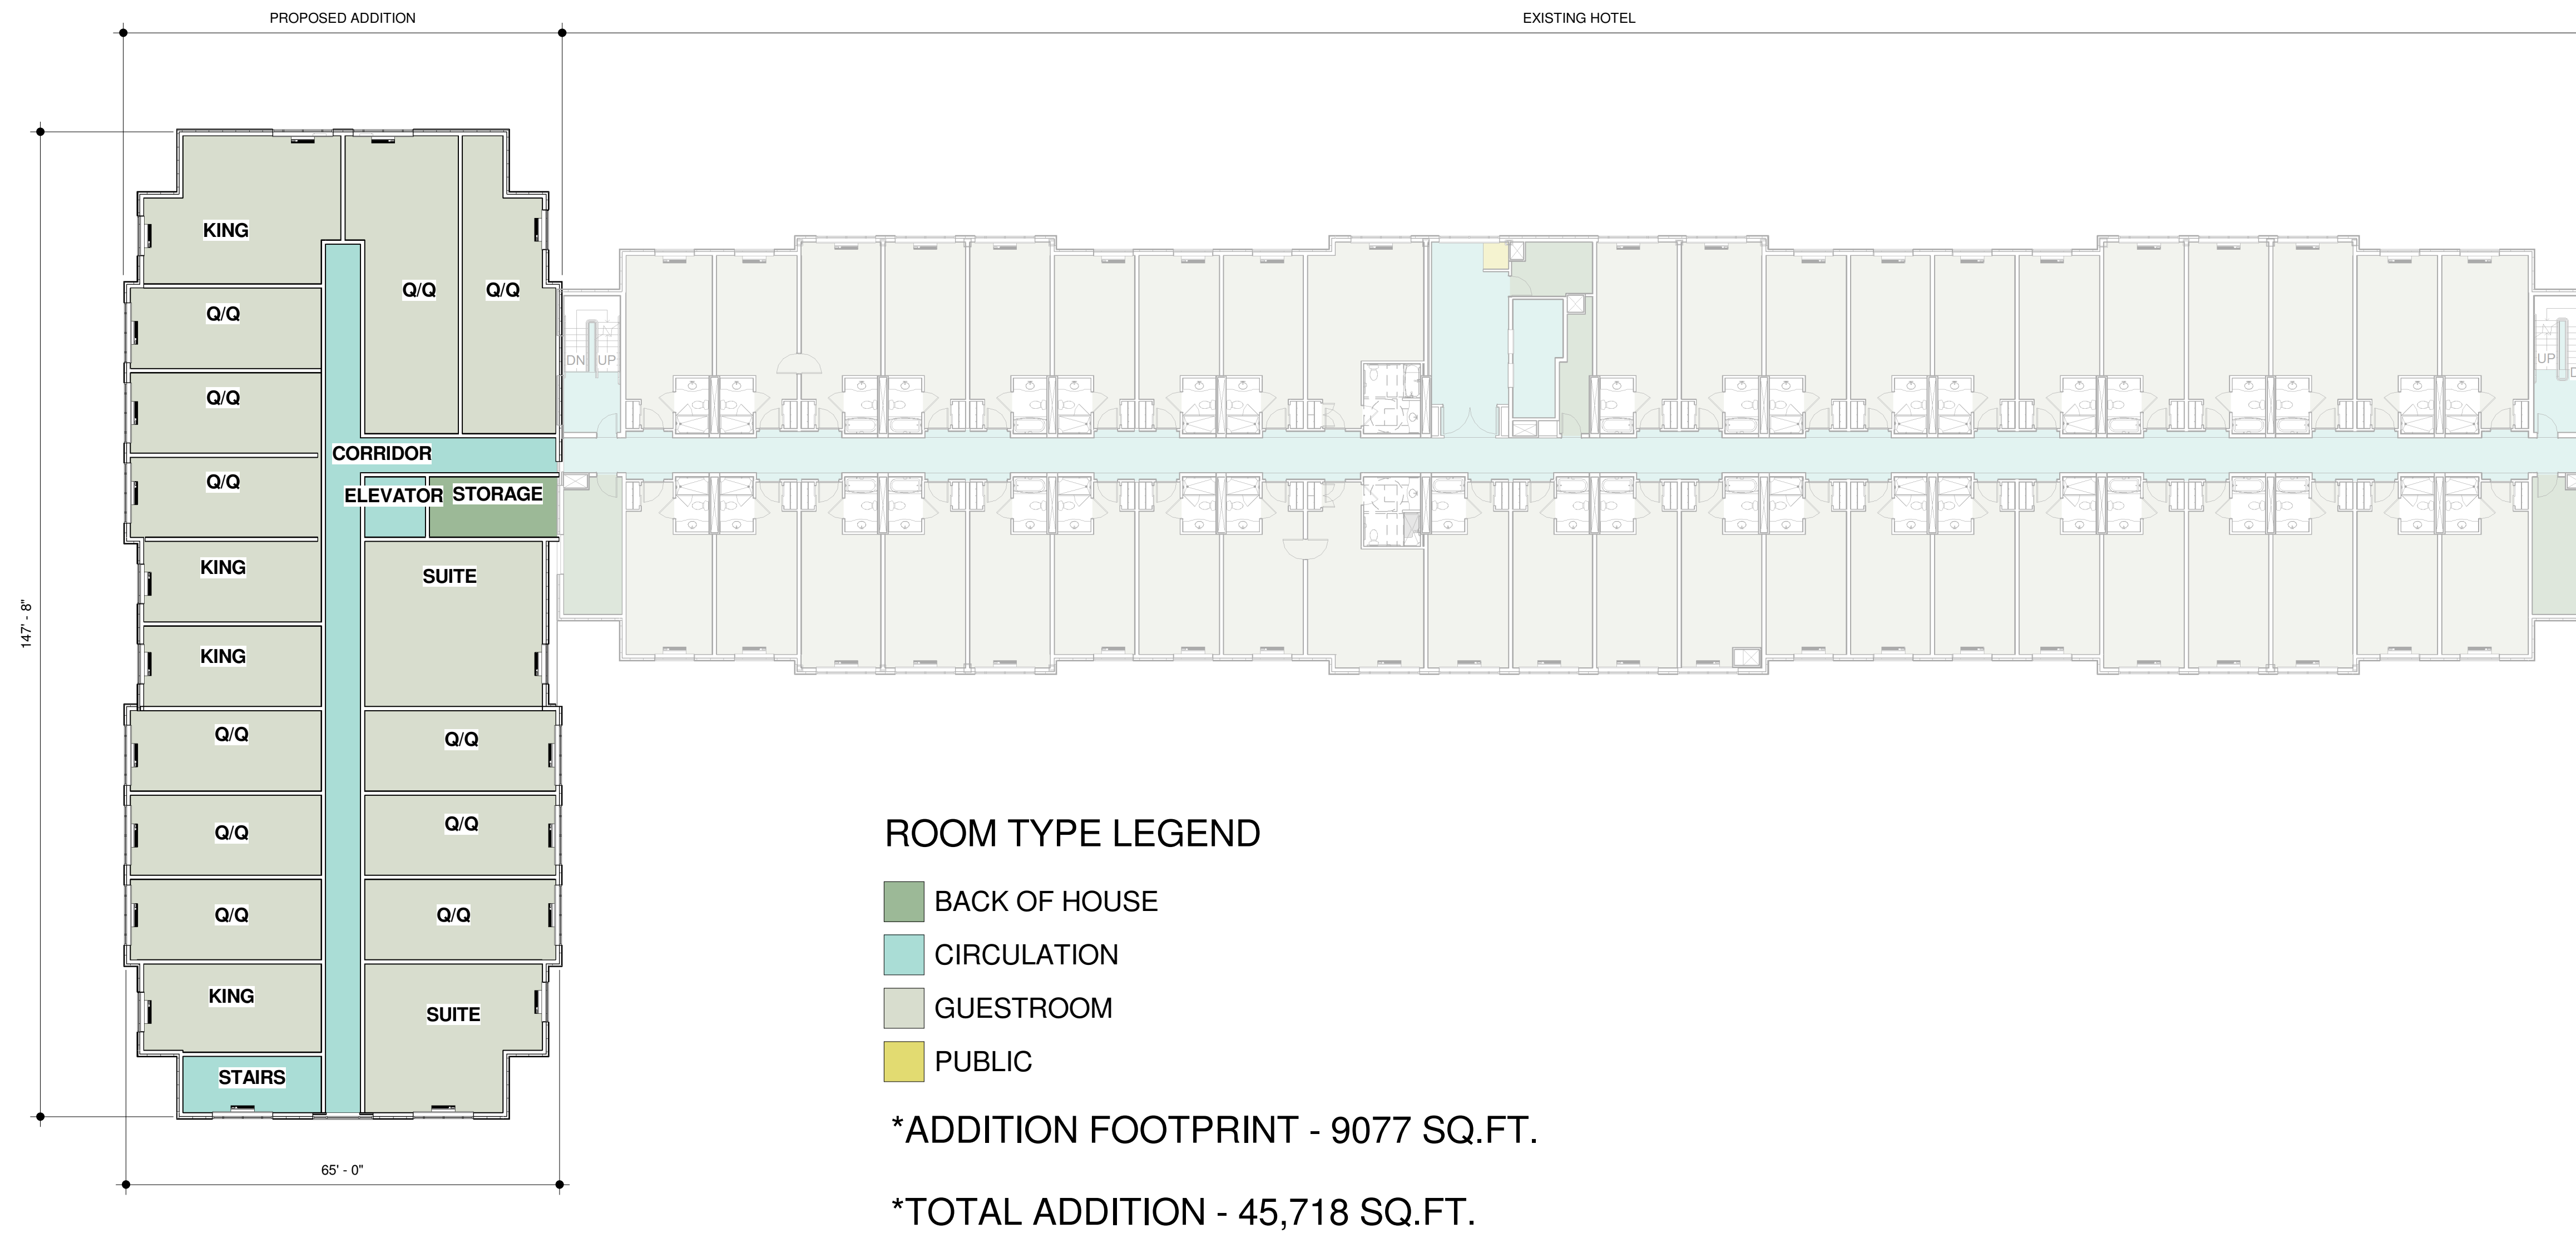 PROPOSED ADDITION
EXISTING HOTEL
KING
Q/Q
Q/Q
Q/Q
Q/Q
Q/Q
DN
UP
UP
CORRIDOR
ELEVATOR
STORAGE
KING
SUITE
147' - 8"
KING
Q/Q
Q/Q
Q/Q
Q/Q
Q/Q
Q/Q
KING
SUITE
STAIRS
65' - 0"
ROOM TYPE LEGEND
BACK OF HOUSE
CIRCULATION
GUESTROOM
PUBLIC
*ADDITION FOOTPRINT - 9077 SQ.FT.
*TOTAL ADDITION - 45,718 SQ.FT.